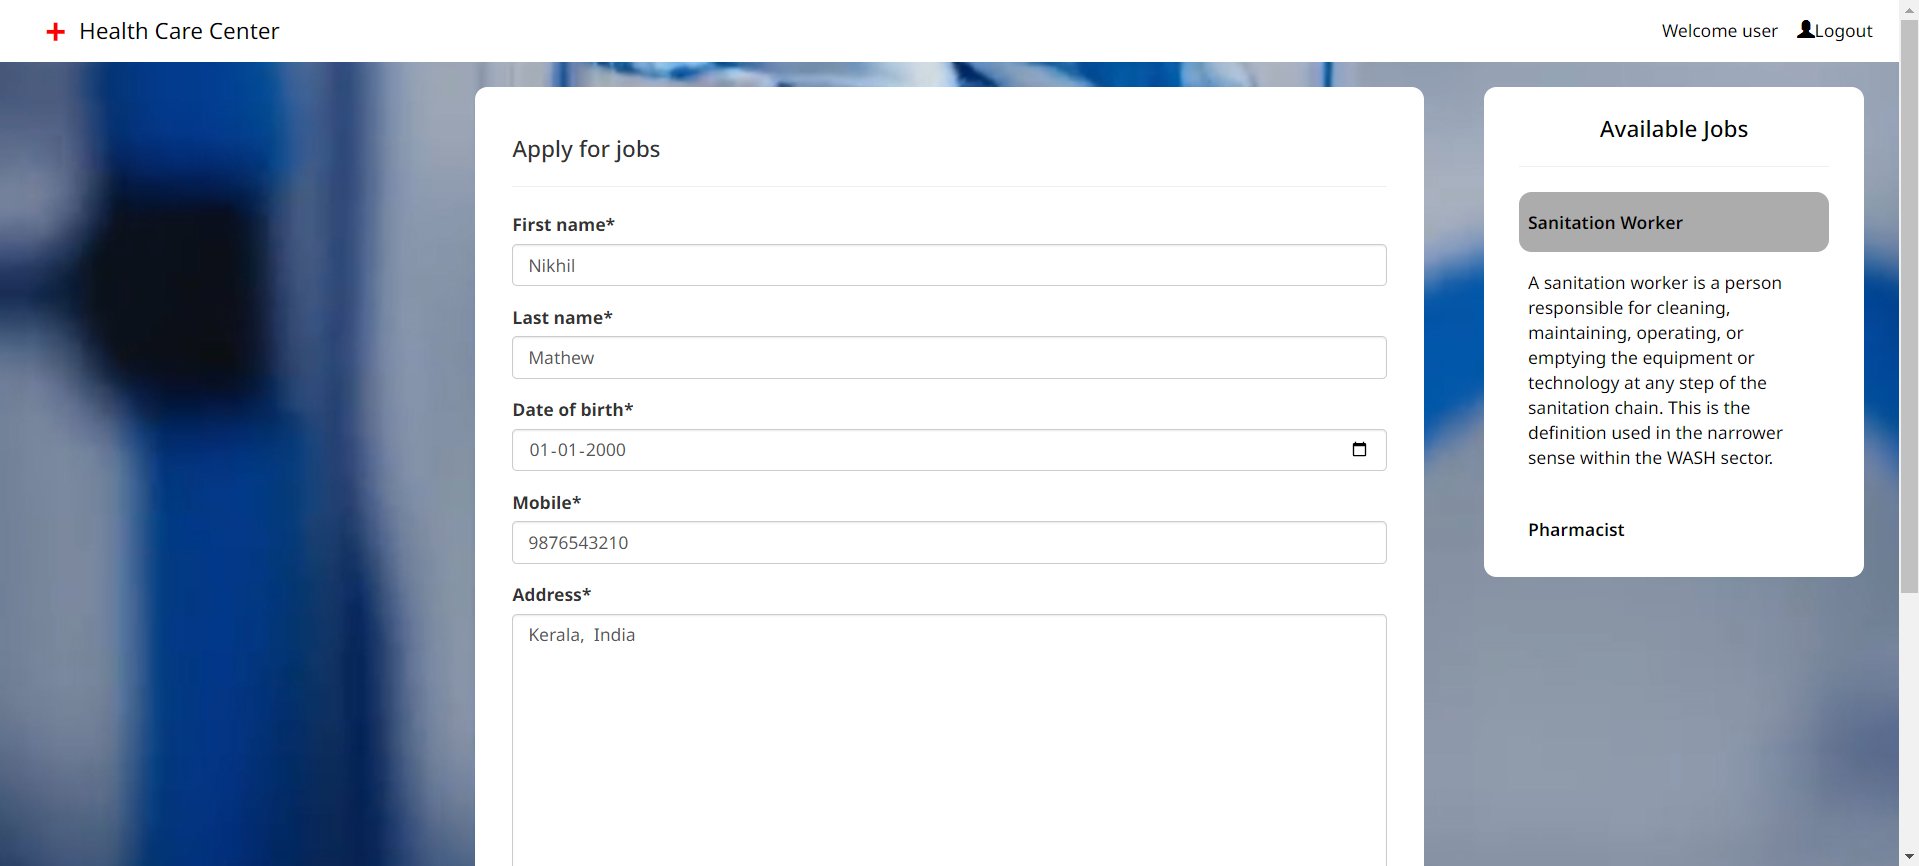 Health Care Center
Welcome user Logout
Apply for jobs
First name*
Nikhil
Last name*
Mathew
Date of birth*
01-01-2000
Mobile*
9876543210
Address*
Kerala, India
Available Jobs
Sanitation Worker
A sanitation worker is a person
responsible for cleaning,
maintaining, operating, or
emptying the equipment or
technology at any step of the
sanitation chain. This is the
definition used in the narrower
sense within the WASH sector.
Pharmacist